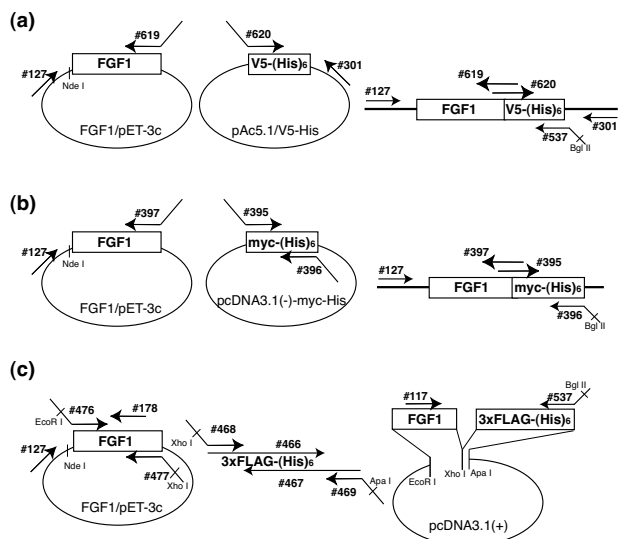 (a)
#619
#620
#127
FGF1
V5-(His)6
#301
Nde I
FGF1/pET-3c
pAc5.1/V5-His
#127
#619
#620
FGF1
V5-(His)6
#537
#301
Bgl II
(b)
#397
#395
#127
FGF1
myc-(His)6
Nde I
#396
FGF1/pET-3c
pcDNA3.1(-)-myc-His
#127
#397
#395
FGF1
myc-(His)6
#396
Bgl II
(c)
#476
#178
EcoR I
#127
FGF1
Nde I
#477
Xho I
FGF1/pET-3c
Xho I
#468
#466
3xFLAG-(His)6
#467
#469
Apa I
#117
#537
Bgl II
FGF1
3xFLAG-(His)6
EcoR I
Xho I
Apa I
pcDNA3.1(+)